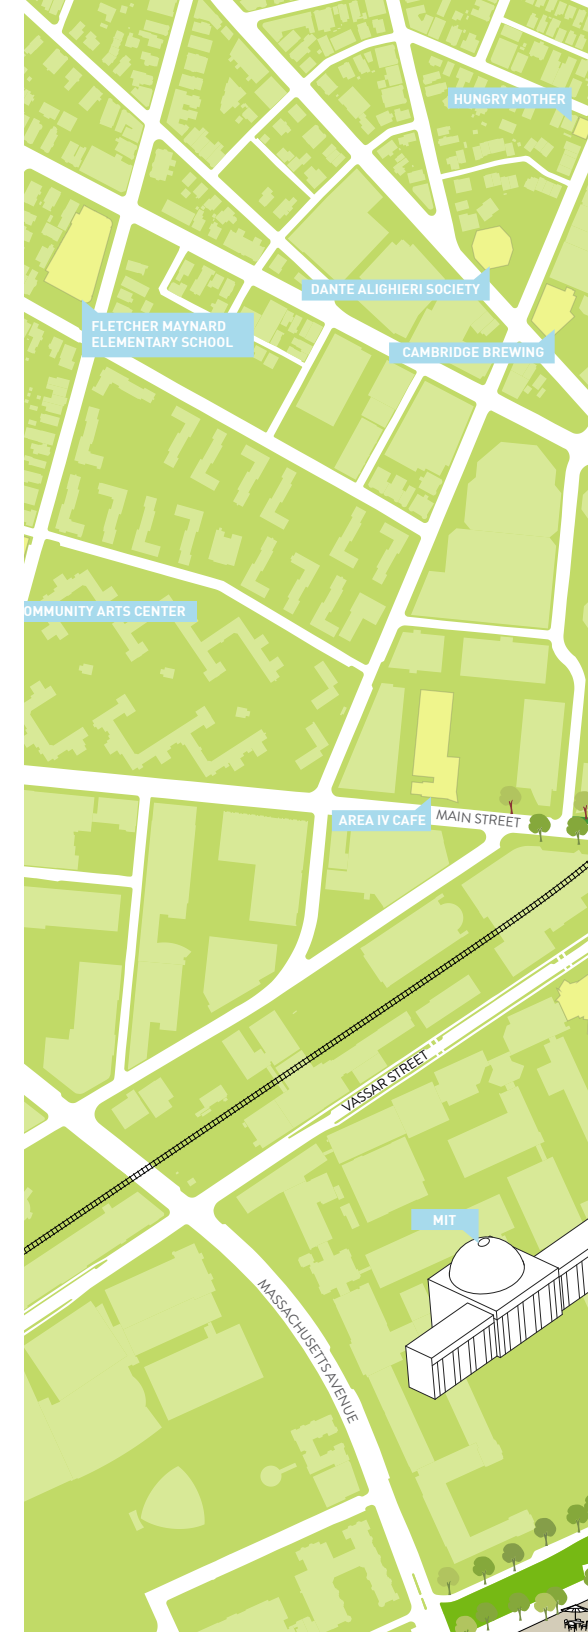 HUNGRY MOTHER
DANTE ALIGHIERI SOCIETY
FLETCHER MAYNARD
ELEMENTARY SCHOOL
CAMBRIDGE BREWING
OMMUNITY ARTS CENTER
AREA IV CAFE
MAIN STREET
VASSAR STREET
MIT
MASSACHUSETTS AVENUE